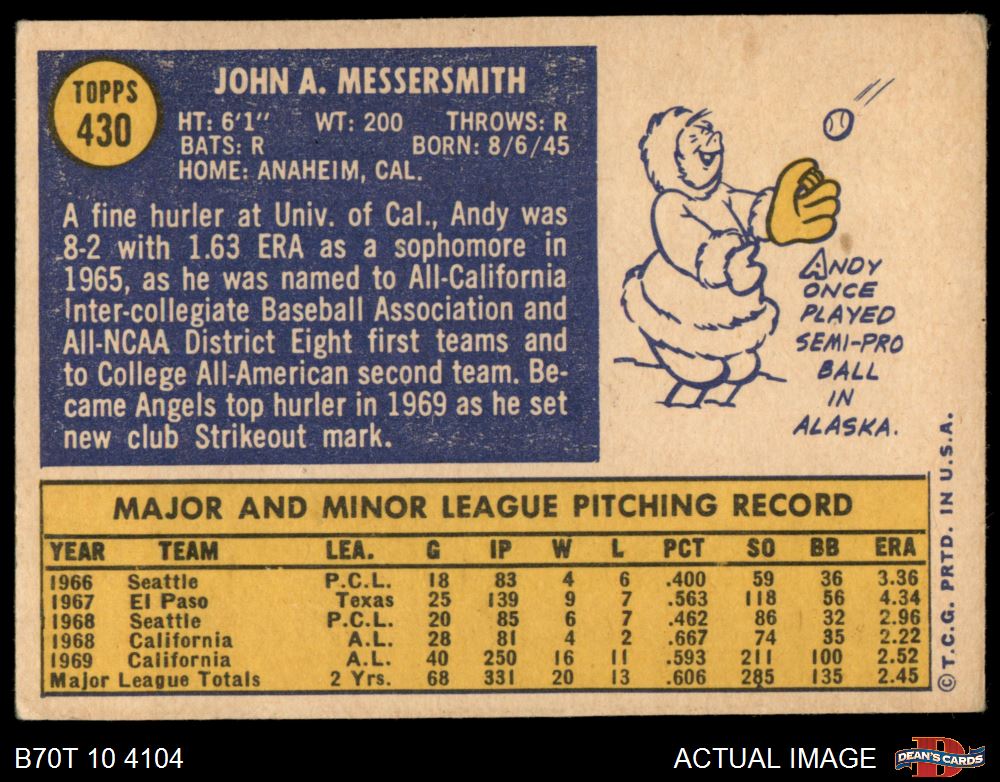 TOPPS
430
JOHN A. MESSERSMITH
HT: 6'1" WT: 200 THROWS: R
BATS: R BORN: 8/6/45
HOME: ANAHEIM, CAL.
A fine hurler at Univ. of Cal., Andy was
8-2 with 1.63 ERA as a sophomore in
1965, as he was named to All-California
Inter-collegiate Baseball Association and
All-NCAA District Eight first teams and
to College All-American second team. Be-
came Angels top hurler in 1969 as he set
new club Strikeout mark.
ANDY
ONCE
PLAYED
SEMI-PRO
BALL
IN
ALASKA.
MAJOR AND MINOR LEAGUE PITCHING RECORD
YEAR TEAM LEA. G IP W L PCT SO BB ERA
1966 Seattle P.C.L. 18 83 4 6 .400 59 36 3.36
1967 El Paso Texas 25 139 9 7 .563 118 56 4.34
1968 Seattle P.C.L. 20 85 6 7 .462 86 32 2.96
1968 California A.L. 28 81 4 2 .667 74 35 2.22
1969 California A.L. 40 250 16 11 .593 211 100 2.52
Major League Totals 2 Yrs. 68 331 20 13 .606 285 135 2.45
©T.C.G. PRTD. IN U.S.A.
B70T 10 4104
ACTUAL IMAGE
D
DEAN'S CARDS